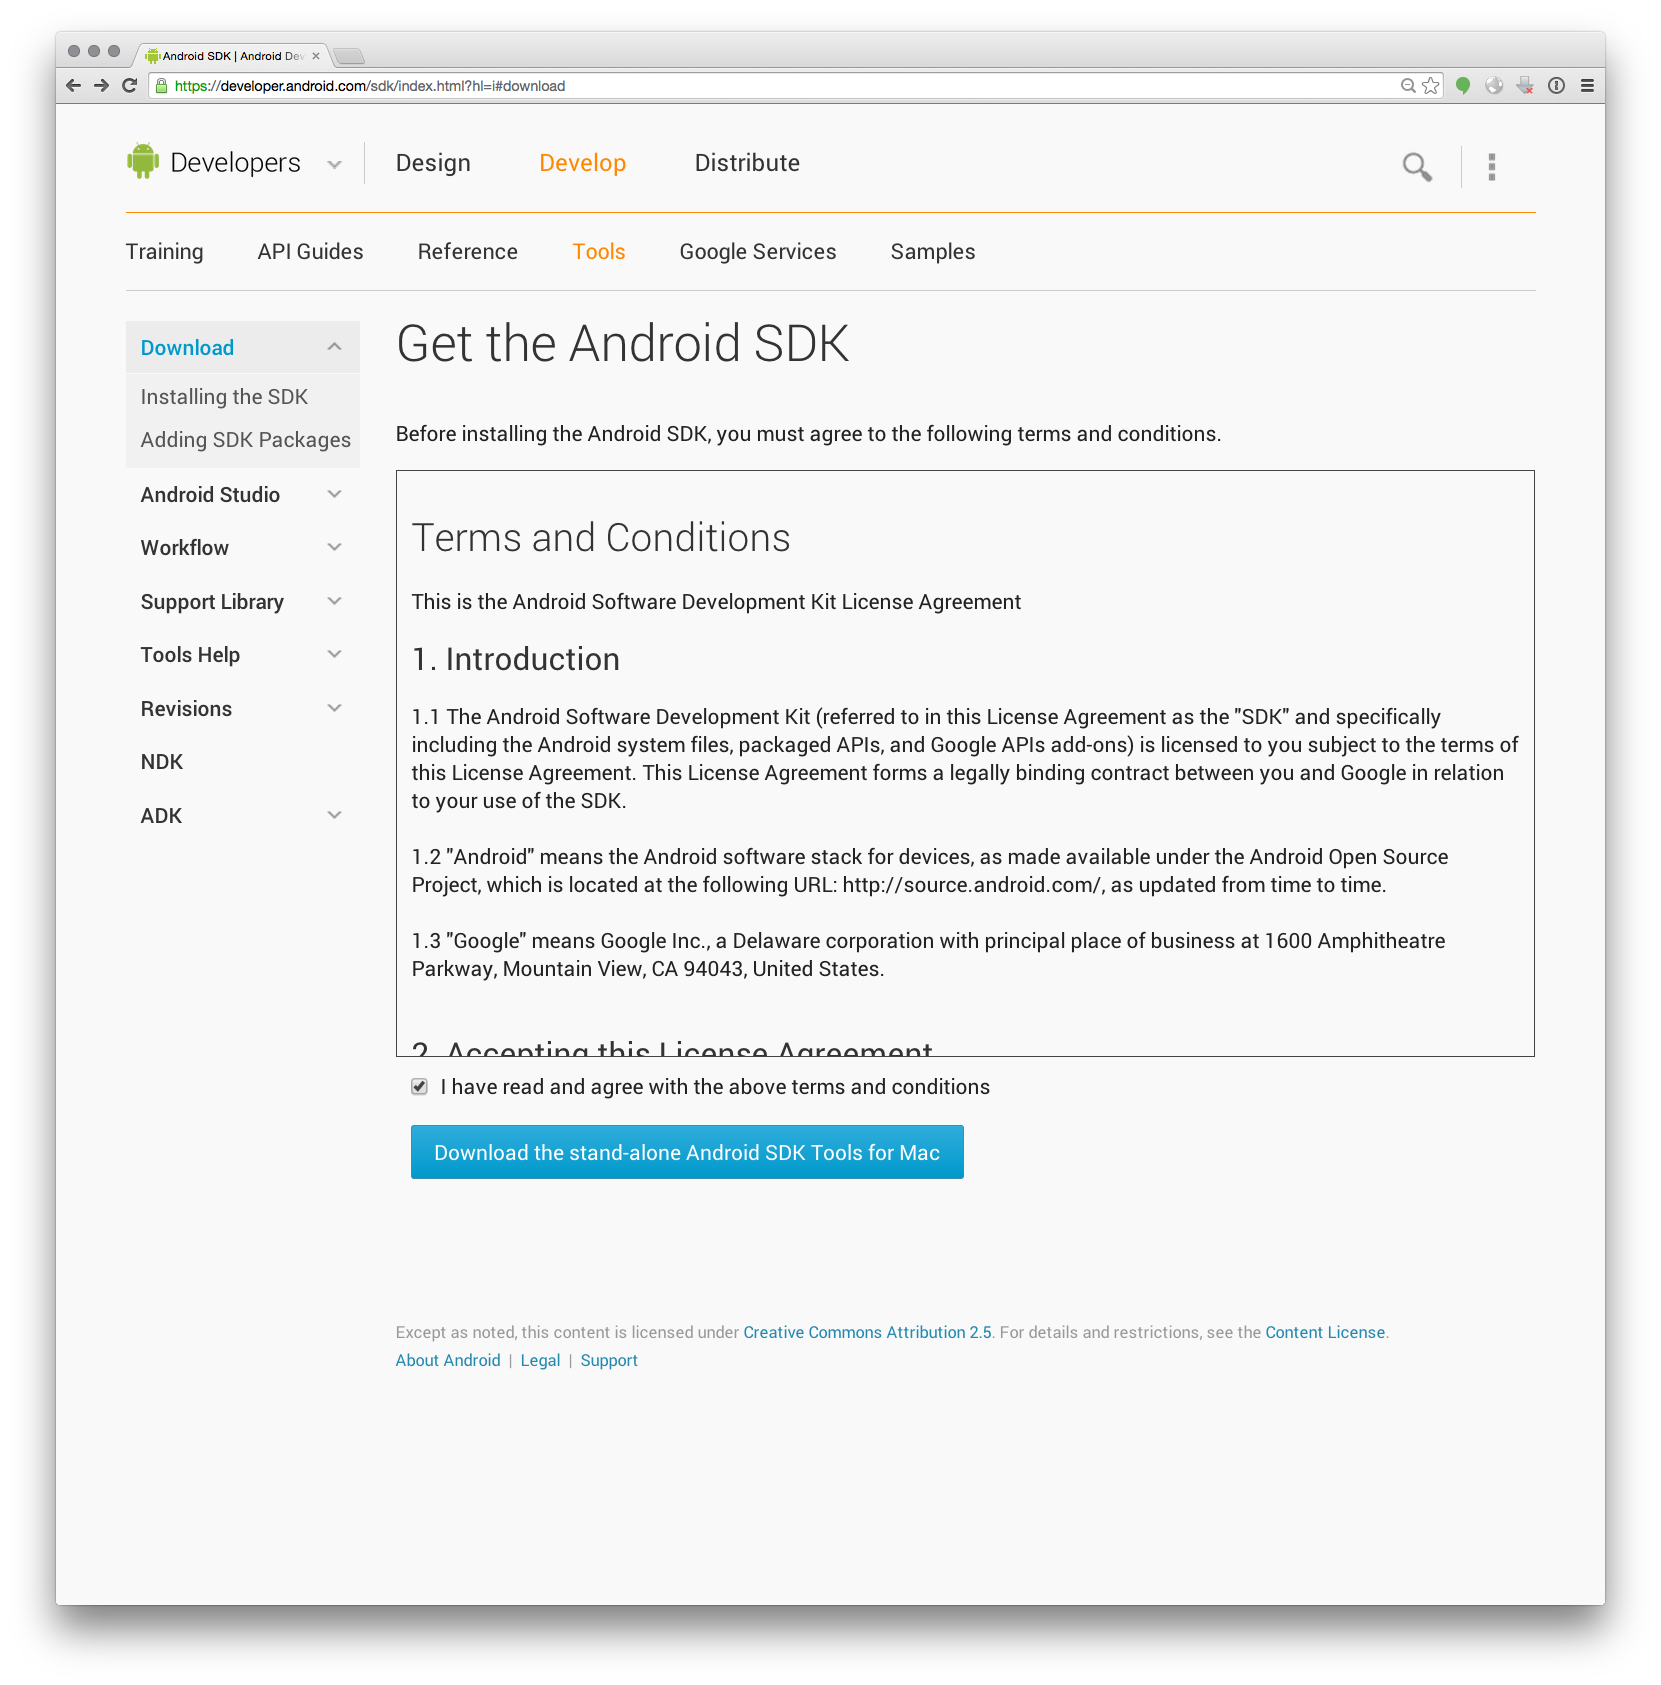 Android SDK | Android Dev
https://developer.android.com/sdk/index.html?hl=i#download
Developers
Design
Develop
Distribute
Training
API Guides
Reference
Tools
Google Services
Samples
Download
Installing the SDK
Adding SDK Packages
Android Studio
Workflow
Support Library
Tools Help
Revisions
NDK
ADK
Get the Android SDK
Before installing the Android SDK, you must agree to the following terms and conditions.
Terms and Conditions
This is the Android Software Development Kit License Agreement
1. Introduction
1.1 The Android Software Development Kit (referred to in this License Agreement as the "SDK" and specifically
including the Android system files, packaged APIs, and Google APIs add-ons) is licensed to you subject to the terms of
this License Agreement. This License Agreement forms a legally binding contract between you and Google in relation
to your use of the SDK.
1.2 "Android" means the Android software stack for devices, as made available under the Android Open Source
Project, which is located at the following URL: http://source.android.com/, as updated from time to time.
1.3 "Google" means Google Inc., a Delaware corporation with principal place of business at 1600 Amphitheatre
Parkway, Mountain View, CA 94043, United States.
2. Accepting this License Agreement
I have read and agree with the above terms and conditions
Download the stand-alone Android SDK Tools for Mac
Except as noted, this content is licensed under Creative Commons Attribution 2.5. For details and restrictions, see the Content License.
About Android | Legal | Support